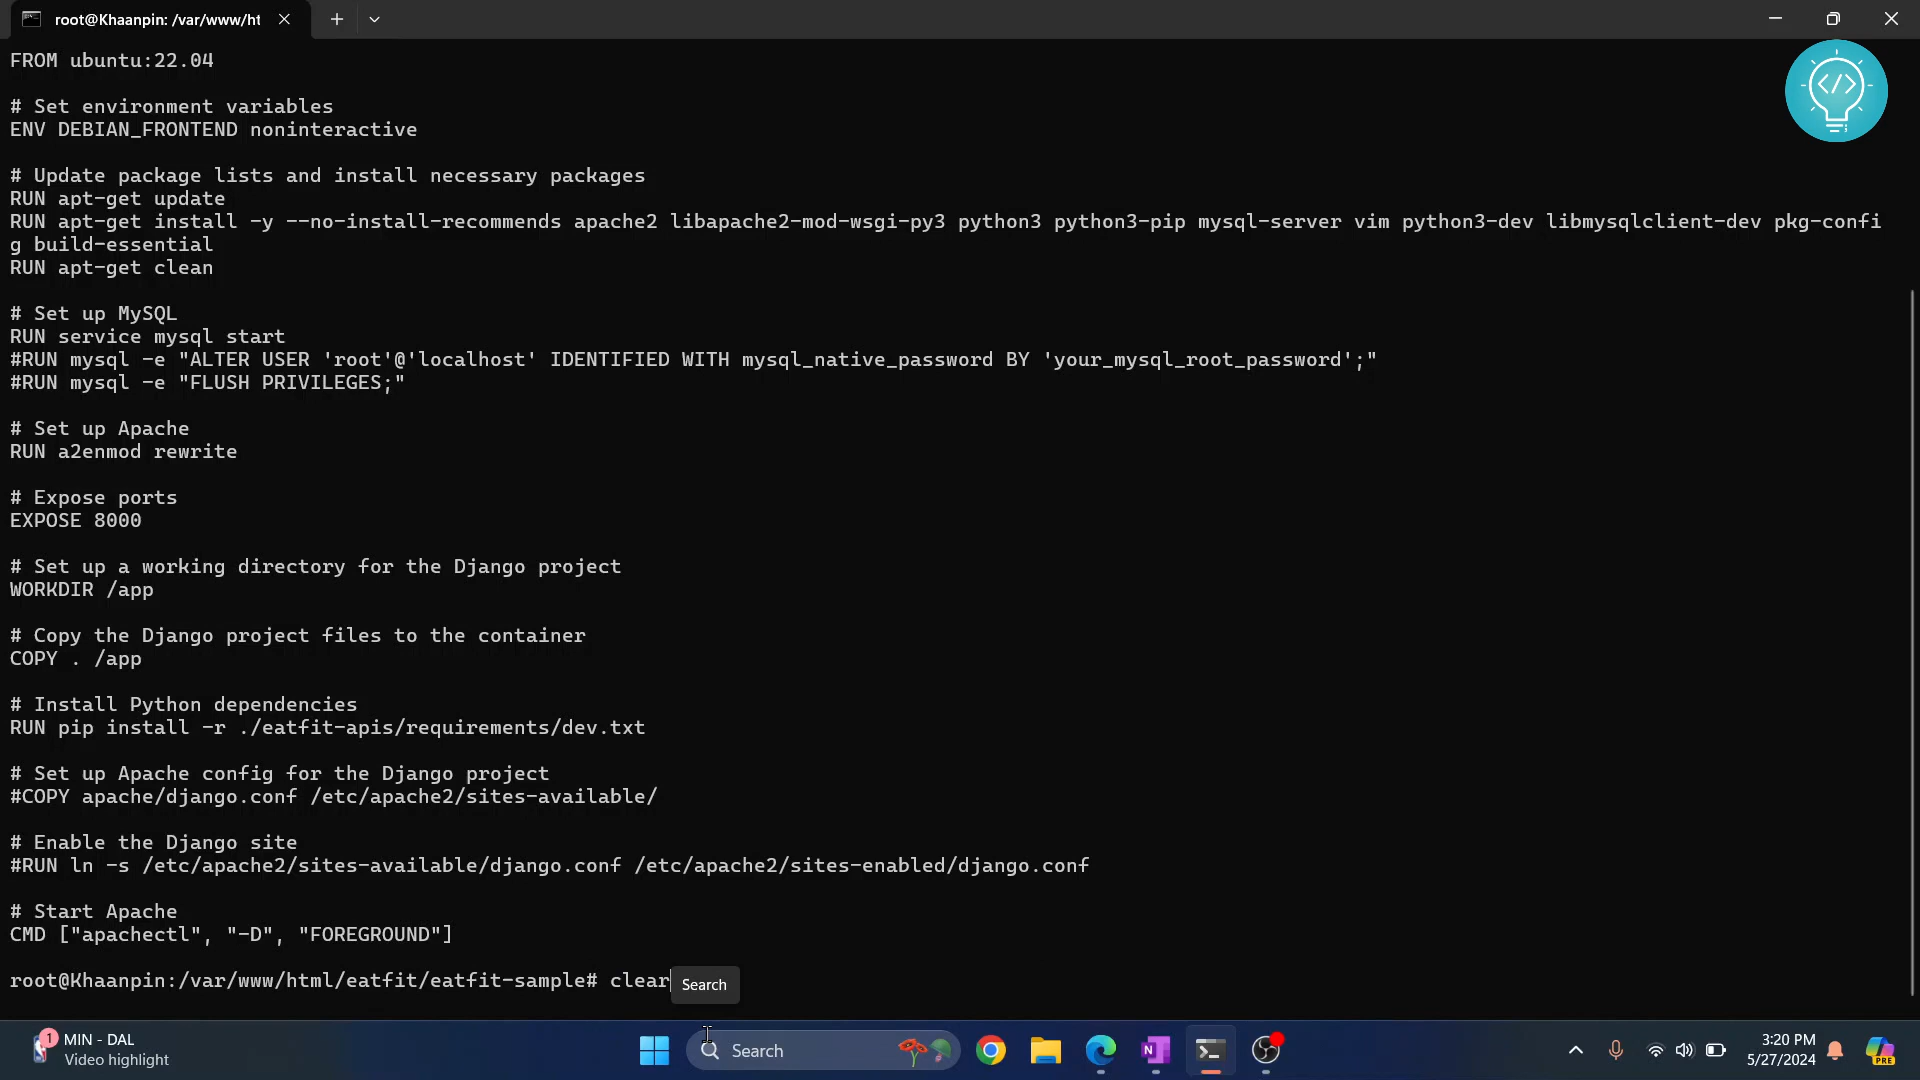 root@Khaanpin: /var/www/ht
FROM ubuntu:22.04
# Set environment variables
ENV DEBIAN_FRONTEND noninteractive
# Update package lists and install necessary packages
RUN apt-get update
RUN apt-get install -y --no-install-recommends apache2 libapache2-mod-wsgi-py3 python3 python3-pip mysql-server vim python3-dev libmysqlclient-dev pkg-confi
g build-essential
RUN apt-get clean
# Set up MySQL
RUN service mysql start
#RUN mysql -e "ALTER USER 'root'@'localhost' IDENTIFIED WITH mysql_native_password BY 'your_mysql_root_password';"
#RUN mysql -e "FLUSH PRIVILEGES;"
# Set up Apache
RUN a2enmod rewrite
# Expose ports
EXPOSE 8000
# Set up a working directory for the Django project
WORKDIR /app
# Copy the Django project files to the container
COPY . /app
# Install Python dependencies
RUN pip install -r ./eatfit-apis/requirements/dev.txt
# Set up Apache config for the Django project
#COPY apache/django.conf /etc/apache2/sites-available/
# Enable the Django site
#RUN ln -s /etc/apache2/sites-available/django.conf /etc/apache2/sites-enabled/django.conf
# Start Apache
CMD ["apachectl", "-D", "FOREGROUND"]
root@Khaanpin:/var/www/html/eatfit/eatfit-sample# clear
Search
1
MIN - DAL
Video highlight
Search
N
3:20 PM
5/27/2024
PRE